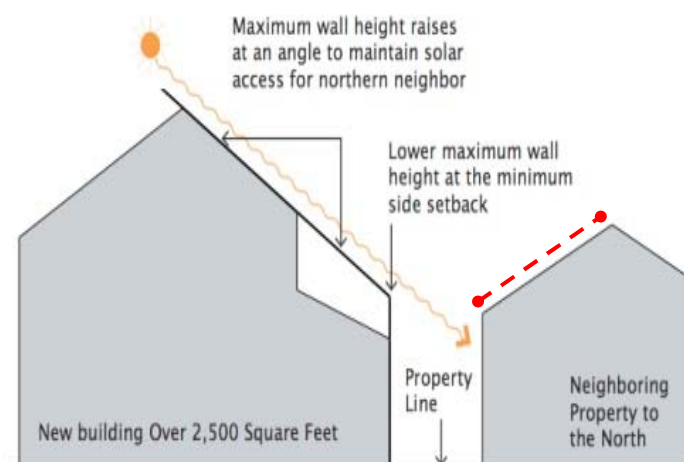 Maximum wall height raises
at an angle to maintain solar
access for northern neighbor
Lower maximum wall
height at the minimum
side setback
Property
Line
New building Over 2,500 Square Feet
Neighboring
Property to
the North